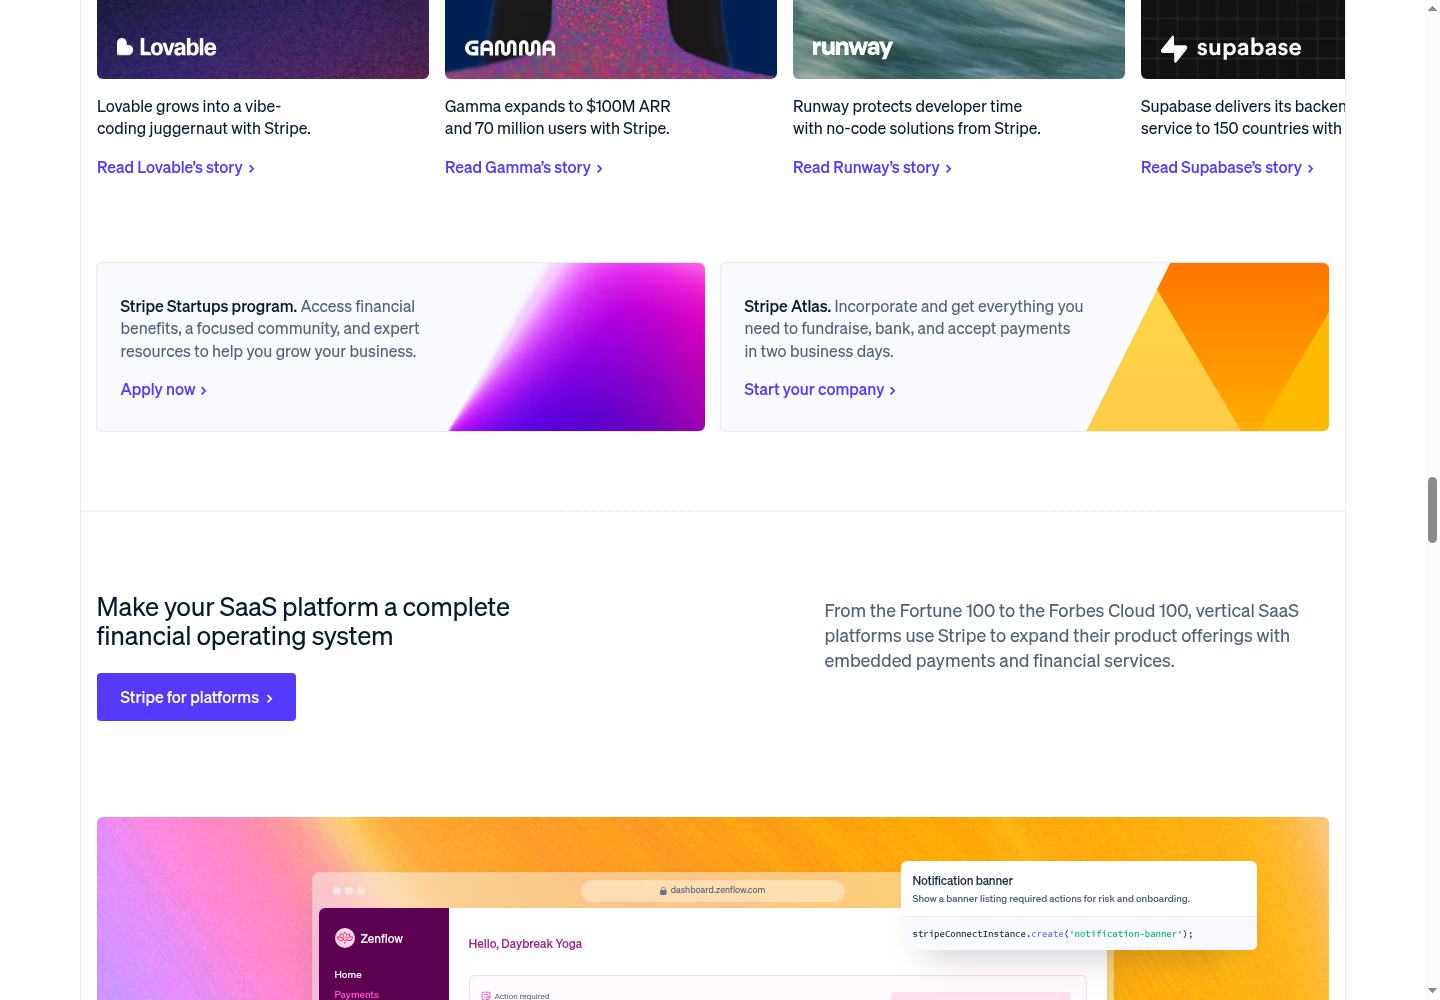 Lovable
GAMMA
runway
supabase
Lovable grows into a vibe-
coding juggernaut with Stripe.
Read Lovable's story ›
Gamma expands to $100M ARR
and 70 million users with Stripe.
Read Gamma's story ›
Runway protects developer time
with no-code solutions from Stripe.
Read Runway's story ›
Supabase delivers its backen
service to 150 countries with
Read Supabase's story ›
Stripe Startups program. Access financial
benefits, a focused community, and expert
resources to help you grow your business.
Apply now ›
Stripe Atlas. Incorporate and get everything you
need to fundraise, bank, and accept payments
in two business days.
Start your company ›
Make your SaaS platform a complete
financial operating system
Stripe for platforms ›
From the Fortune 100 to the Forbes Cloud 100, vertical SaaS
platforms use Stripe to expand their product offerings with
embedded payments and financial services.
dashboard.zenflow.com
Notification banner
Show a banner listing required actions for risk and onboarding.
stripeConnectInstance.create('notification-banner');
Zenflow
Home
Payments
Hello, Daybreak Yoga
Action required